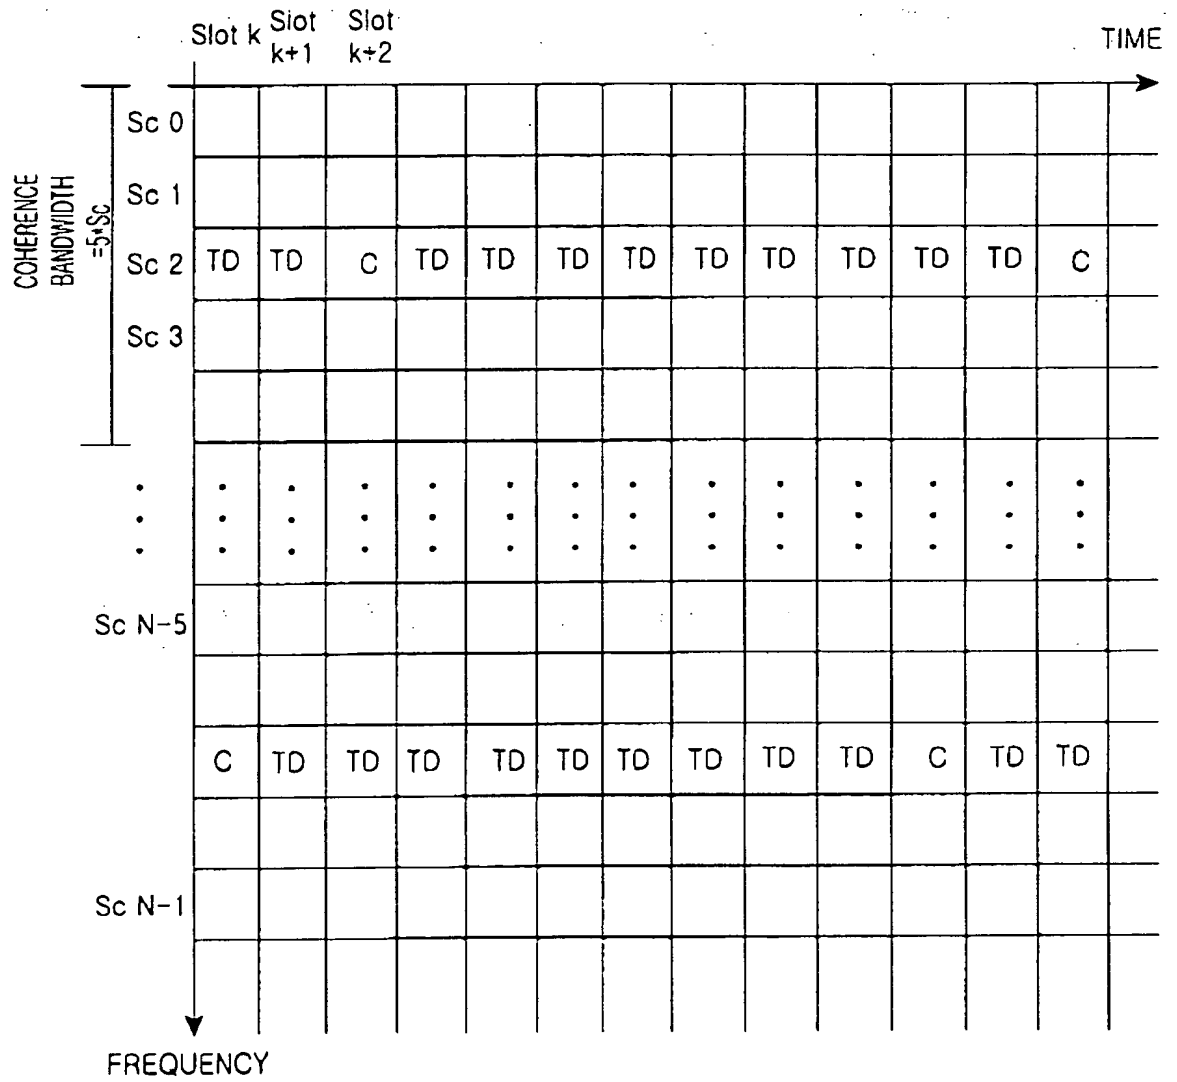 Slot k
Slot
k+1
Slot
k+2
TIME
COHERENCE
BANDWIDTH
=5*Sc
Sc 0
Sc 1
Sc 2 TD TD C TD TD TD TD TD TD TD TD TD C
Sc 3
Sc N-5
C TD TD TD TD TD TD TD TD TD C TD TD
Sc N-1
FREQUENCY